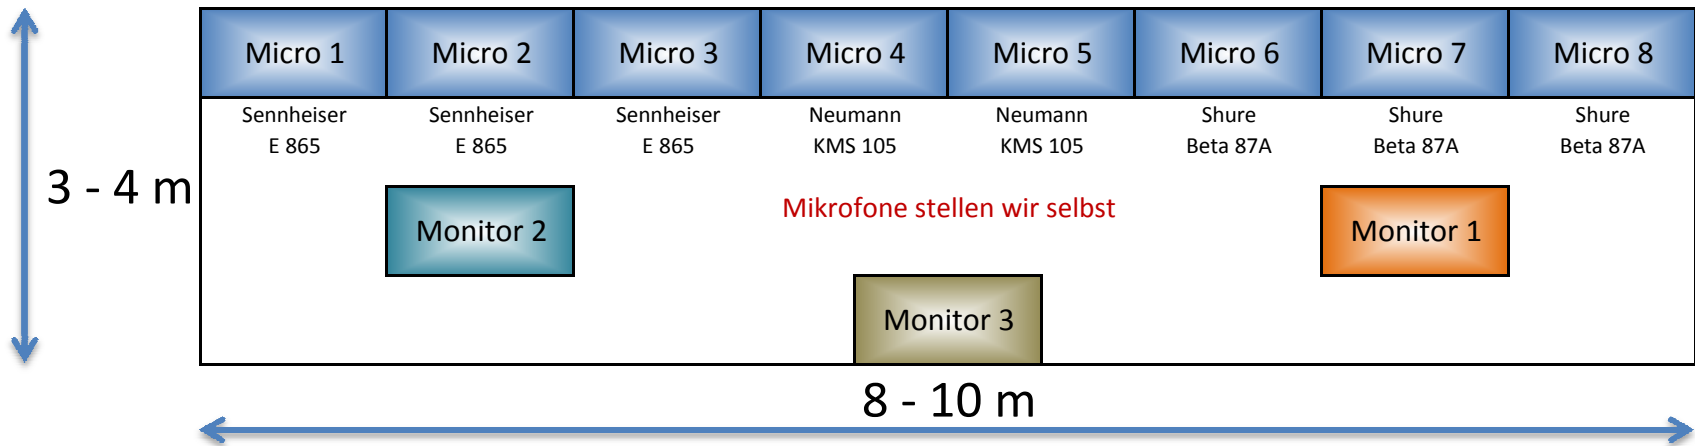 Micro 1 Micro 2 Micro 3 Micro 4 Micro 5 Micro 6 Micro 7 Micro 8
Sennheiser Sennheiser Sennheiser Neumann Neumann Shure Shure Shure
E 865 E 865 E 865 KMS 105 KMS 105 Beta 87A Beta 87A Beta 87A
3 - 4 m
Mikrofone stellen wir selbst
Monitor 2 Monitor 1
Monitor 3
8 - 10 m